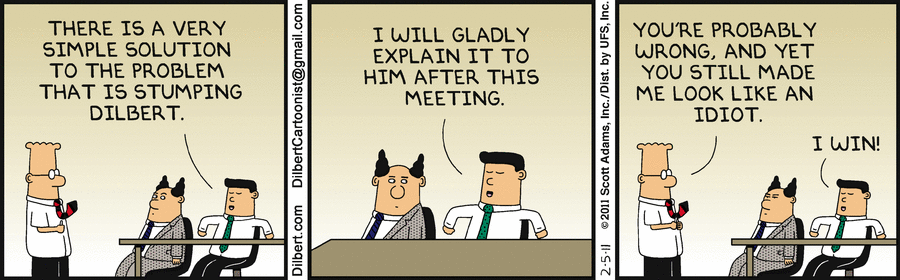 THERE IS A VERY
SIMPLE SOLUTION
TO THE PROBLEM
THAT IS STUMPING
DILBERT.
Dilbert.com DilbertCartoonist@gmail.com
I WILL GLADLY
EXPLAIN IT TO
HIM AFTER THIS
MEETING.
2-5-11 ©2011 Scott Adams, Inc./Dist. by UFS, Inc.
YOU'RE PROBABLY
WRONG, AND YET
YOU STILL MADE
ME LOOK LIKE AN
IDIOT.
I WIN!